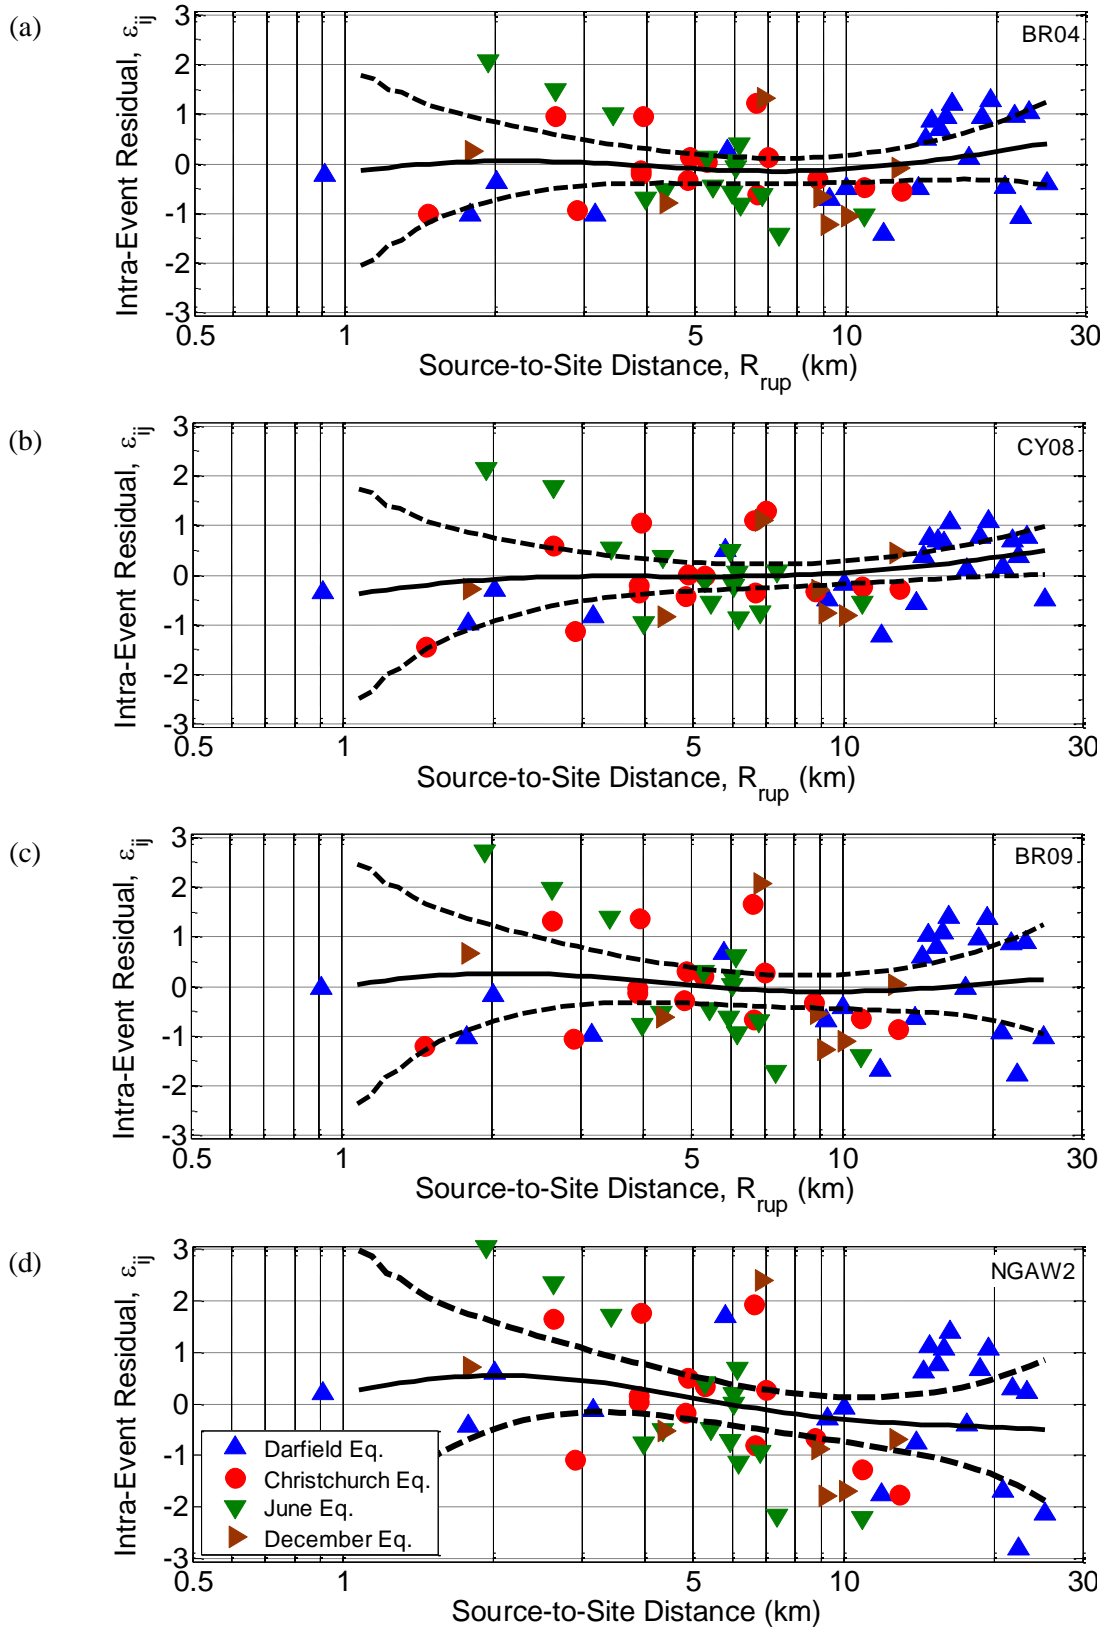 (a)
Intra-Event Residual, εij
3
2
1
0
-1
-2
-3
BR04
0.5 1 5 10 30
Source-to-Site Distance, Rrup (km)
(b)
Intra-Event Residual, εij
3
2
1
0
-1
-2
-3
CY08
0.5 1 5 10 30
Source-to-Site Distance, Rrup (km)
(c)
Intra-Event Residual, εij
3
2
1
0
-1
-2
-3
BR09
0.5 1 5 10 30
Source-to-Site Distance, Rrup (km)
(d)
Intra-Event Residual, εij
3
2
1
0
-1
-2
-3
NGAW2
Darfield Eq.
Christchurch Eq.
June Eq.
December Eq.
0.5 1 5 10 30
Source-to-Site Distance (km)